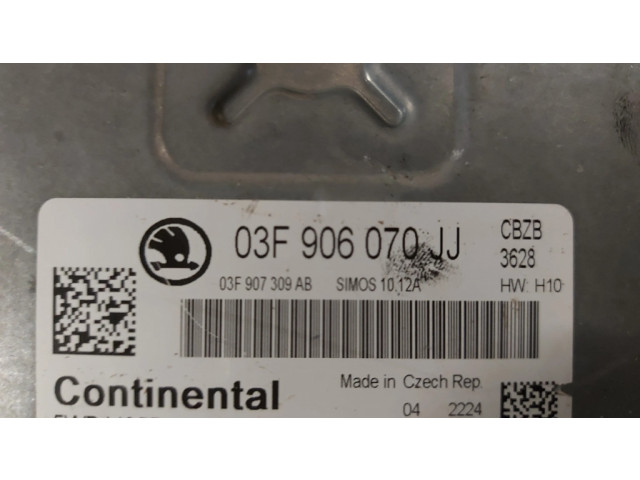 03F 906 070 JJ
CBZB
3628
03F 907 309 AB SIMOS 10.12A HW: H10
Continental
Made in Czech Rep.
04 2224